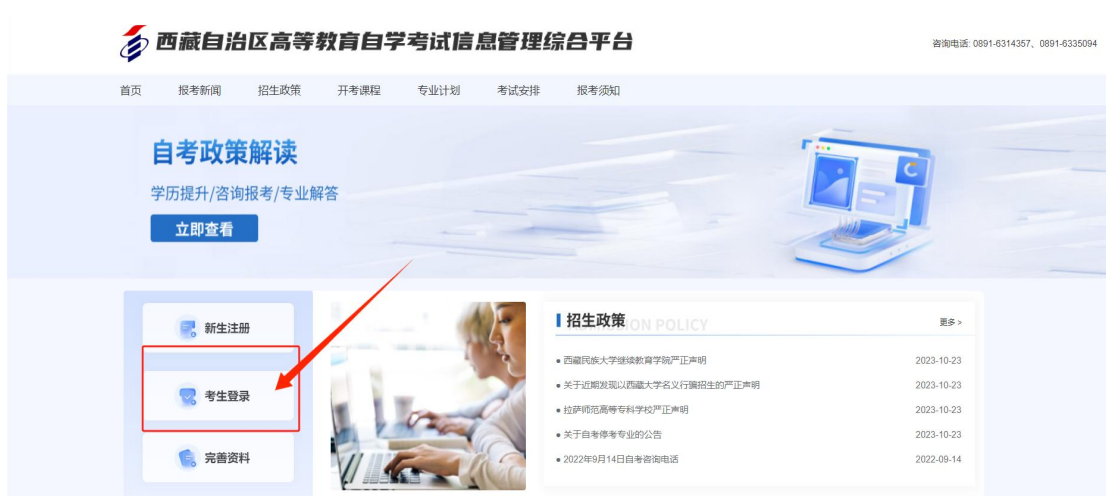 西藏自治区高等教育自学考试信息管理综合平台
咨询电话: 0891-6314357、0891-6335094
首页 报考新闻 招生政策 开考课程 专业计划 考试安排 报考须知
自考政策解读
学历提升/咨询报考/专业解答
立即查看
新生注册
考生登录
完善资料
招生政策 ION POLICY 更多 >
西藏民族大学继续教育学院严正声明 2023-10-23
关于近期发现以西藏大学名义行骗招生的严正声明 2023-10-23
拉萨师范高等专科学校严正声明 2023-10-23
关于自考停考专业的公告 2023-10-23
2022年9月14日自考咨询电话 2022-09-14